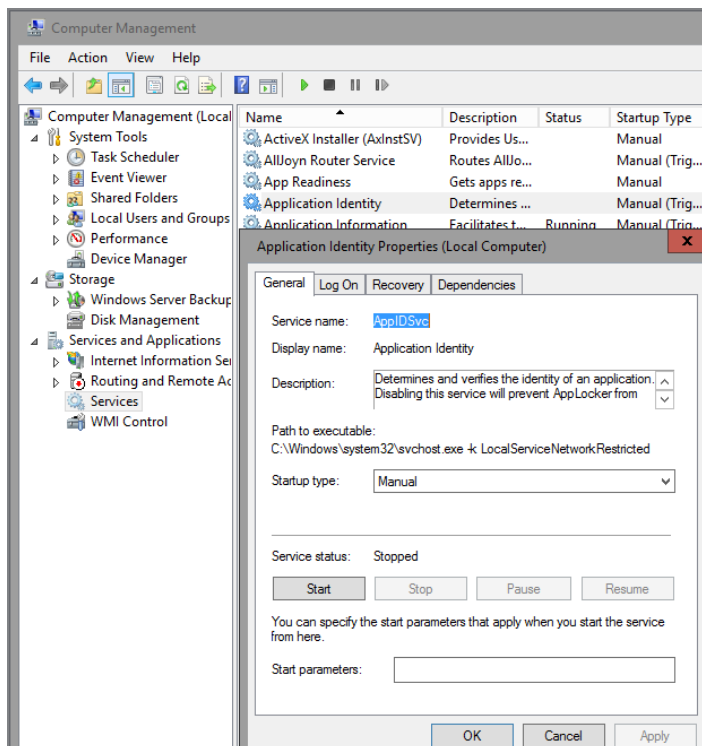 Computer Management
File Action View Help
Computer Management (Local
System Tools
Task Scheduler
Event Viewer
Shared Folders
Local Users and Groups
Performance
Device Manager
Storage
Windows Server Backup
Disk Management
Services and Applications
Internet Information Ser
Routing and Remote Ac
Services
WMI Control
Name Description Status Startup Type
ActiveX Installer (AxInstSV) Provides Us... Manual
AllJoyn Router Service Routes AllJo... Manual (Trig...
App Readiness Gets apps re... Manual
Application Identity Determines ... Manual (Trig...
Application Information Facilitates t... Running Manual (Trig...
Application Identity Properties (Local Computer)
General Log On Recovery Dependencies
Service name: AppIDSvc
Display name: Application Identity
Description: Determines and verifies the identity of an application.
Disabling this service will prevent AppLocker from
Path to executable:
C:\Windows\system32\svchost.exe -k LocalServiceNetworkRestricted
Startup type: Manual
Service status: Stopped
Start Stop Pause Resume
You can specify the start parameters that apply when you start the service
from here.
Start parameters:
OK Cancel Apply